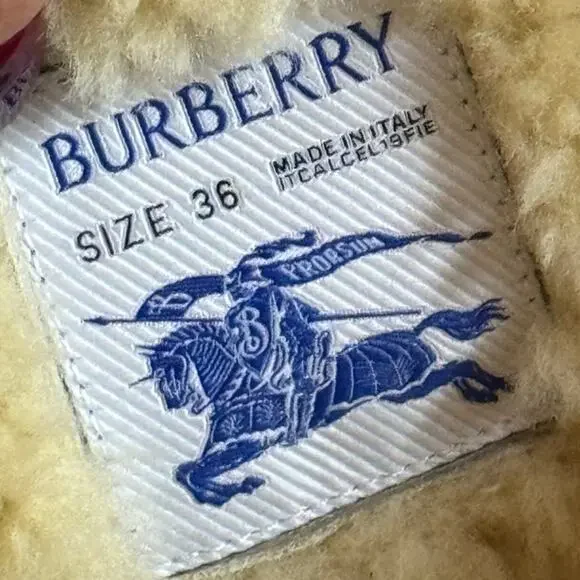 BURBERRY
SIZE 36
MADE IN ITALY
ITCALCEL19FIE
PRORSUM
B
B